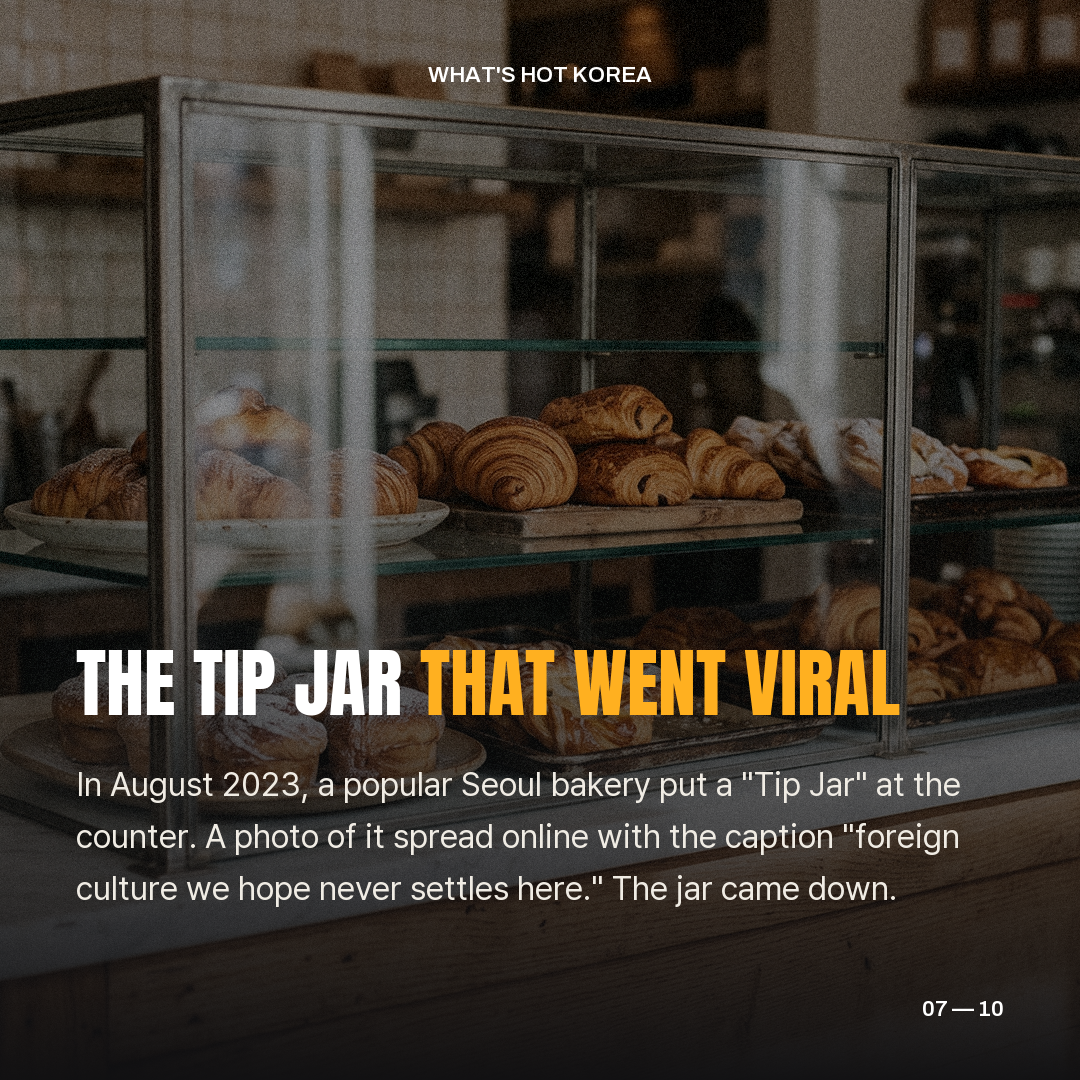 WHAT'S HOT KOREA
THE TIP JAR THAT WENT VIRAL
In August 2023, a popular Seoul bakery put a "Tip Jar" at the
counter. A photo of it spread online with the caption "foreign
culture we hope never settles here." The jar came down.
07 — 10